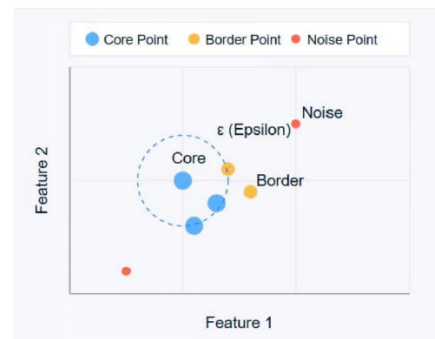 Core Point Border Point Noise Point
Noise
ε (Epsilon)
Core
Border
Feature 2
Feature 1